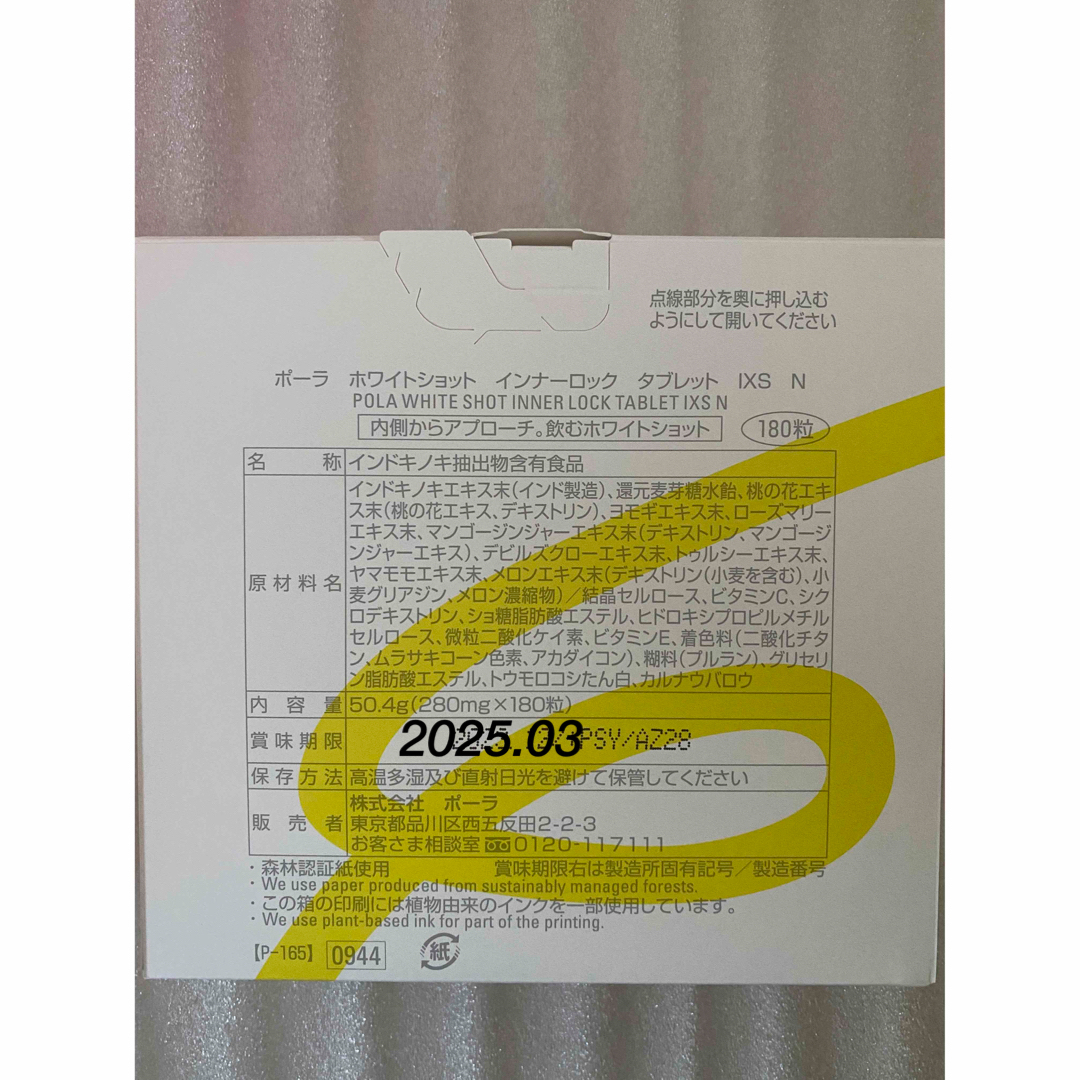 点線部分を奥に押し込む
ようにして開いてください
ポーラ ホワイトショット インナーロック タブレット IXS N
POLA WHITE SHOT INNER LOCK TABLET IXS N
内側からアプローチ。飲むホワイトショット 180粒
名称 インドキノキ抽出物含有食品
原材料名 インドキノキエキス末(インド製造)、還元麦芽糖水飴、桃の花エキ
ス末(桃の花エキス、デキストリン)、ヨモギエキス末、ローズマリー
エキス末、マンゴージンジャーエキス末(デキストリン、マンゴージ
ンジャーエキス)、デビルズクローエキス末、トゥルシーエキス末、
ヤマモモエキス末、メロンエキス末(デキストリン(小麦を含む)、小
麦グリアジン、メロン濃縮物)/結晶セルロース、ビタミンC、シク
ロデキストリン、ショ糖脂肪酸エステル、ヒドロキシプロピルメチル
セルロース、微粒二酸化ケイ素、ビタミンE、着色料(二酸化チタ
ン、ムラサキコーン色素、アカダイコン)、糊料(プルラン)、グリセリ
ン脂肪酸エステル、トウモロコシたん白、カルナウバロウ
内容量 50.4g(280mg×180粒)
賞味期限 2025.03 PSY/AZ28
保存方法 高温多湿及び直射日光を避けて保管してください
販売者 株式会社 ポーラ
東京都品川区西五反田2-2-3
お客さま相談室 0120-117111
・森林認証紙使用 賞味期限右は製造所固有記号/製造番号
・We use paper produced from sustainably managed forests.
・この箱の印刷には植物由来のインクを一部使用しています。
・We use plant-based ink for part of the printing.
【P-165】 0944 紙